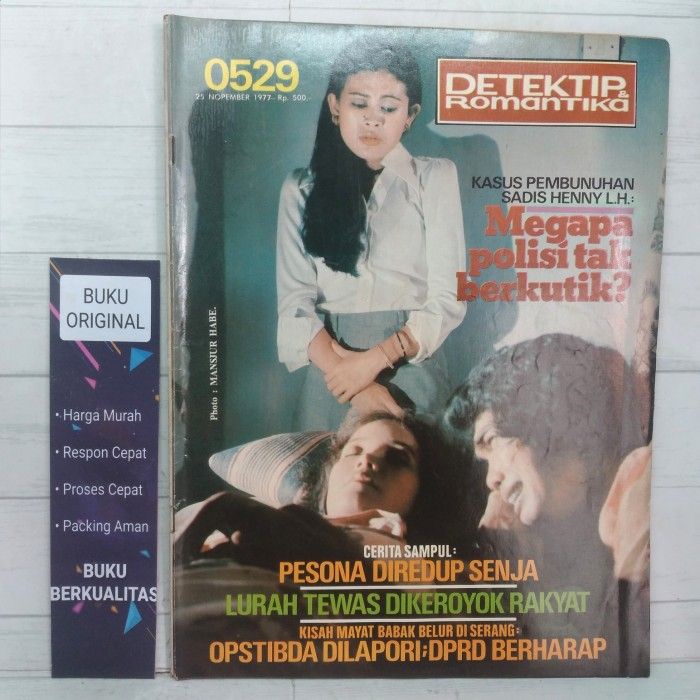 0529
25 NOPEMBER 1977- Rp. 500,-
DETEKTIP &
ROMANTIKA
KASUS PEMBUNUHAN
SADIS HENNY L.H.:
Megapa
polisi tak
berkutik?
Photo : MANSJUR HABE.
CERITA SAMPUL:
PESONA DIREDUP SENJA
LURAH TEWAS DIKEROYOK RAKYAT
KISAH MAYAT BABAK BELUR DI SERANG:
OPSTIBDA DILAPORI;DPRD BERHARAP
BUKU
ORIGINAL
• Harga Murah
• Respon Cepat
• Proses Cepat
• Packing Aman
BUKU
BERKUALITAS